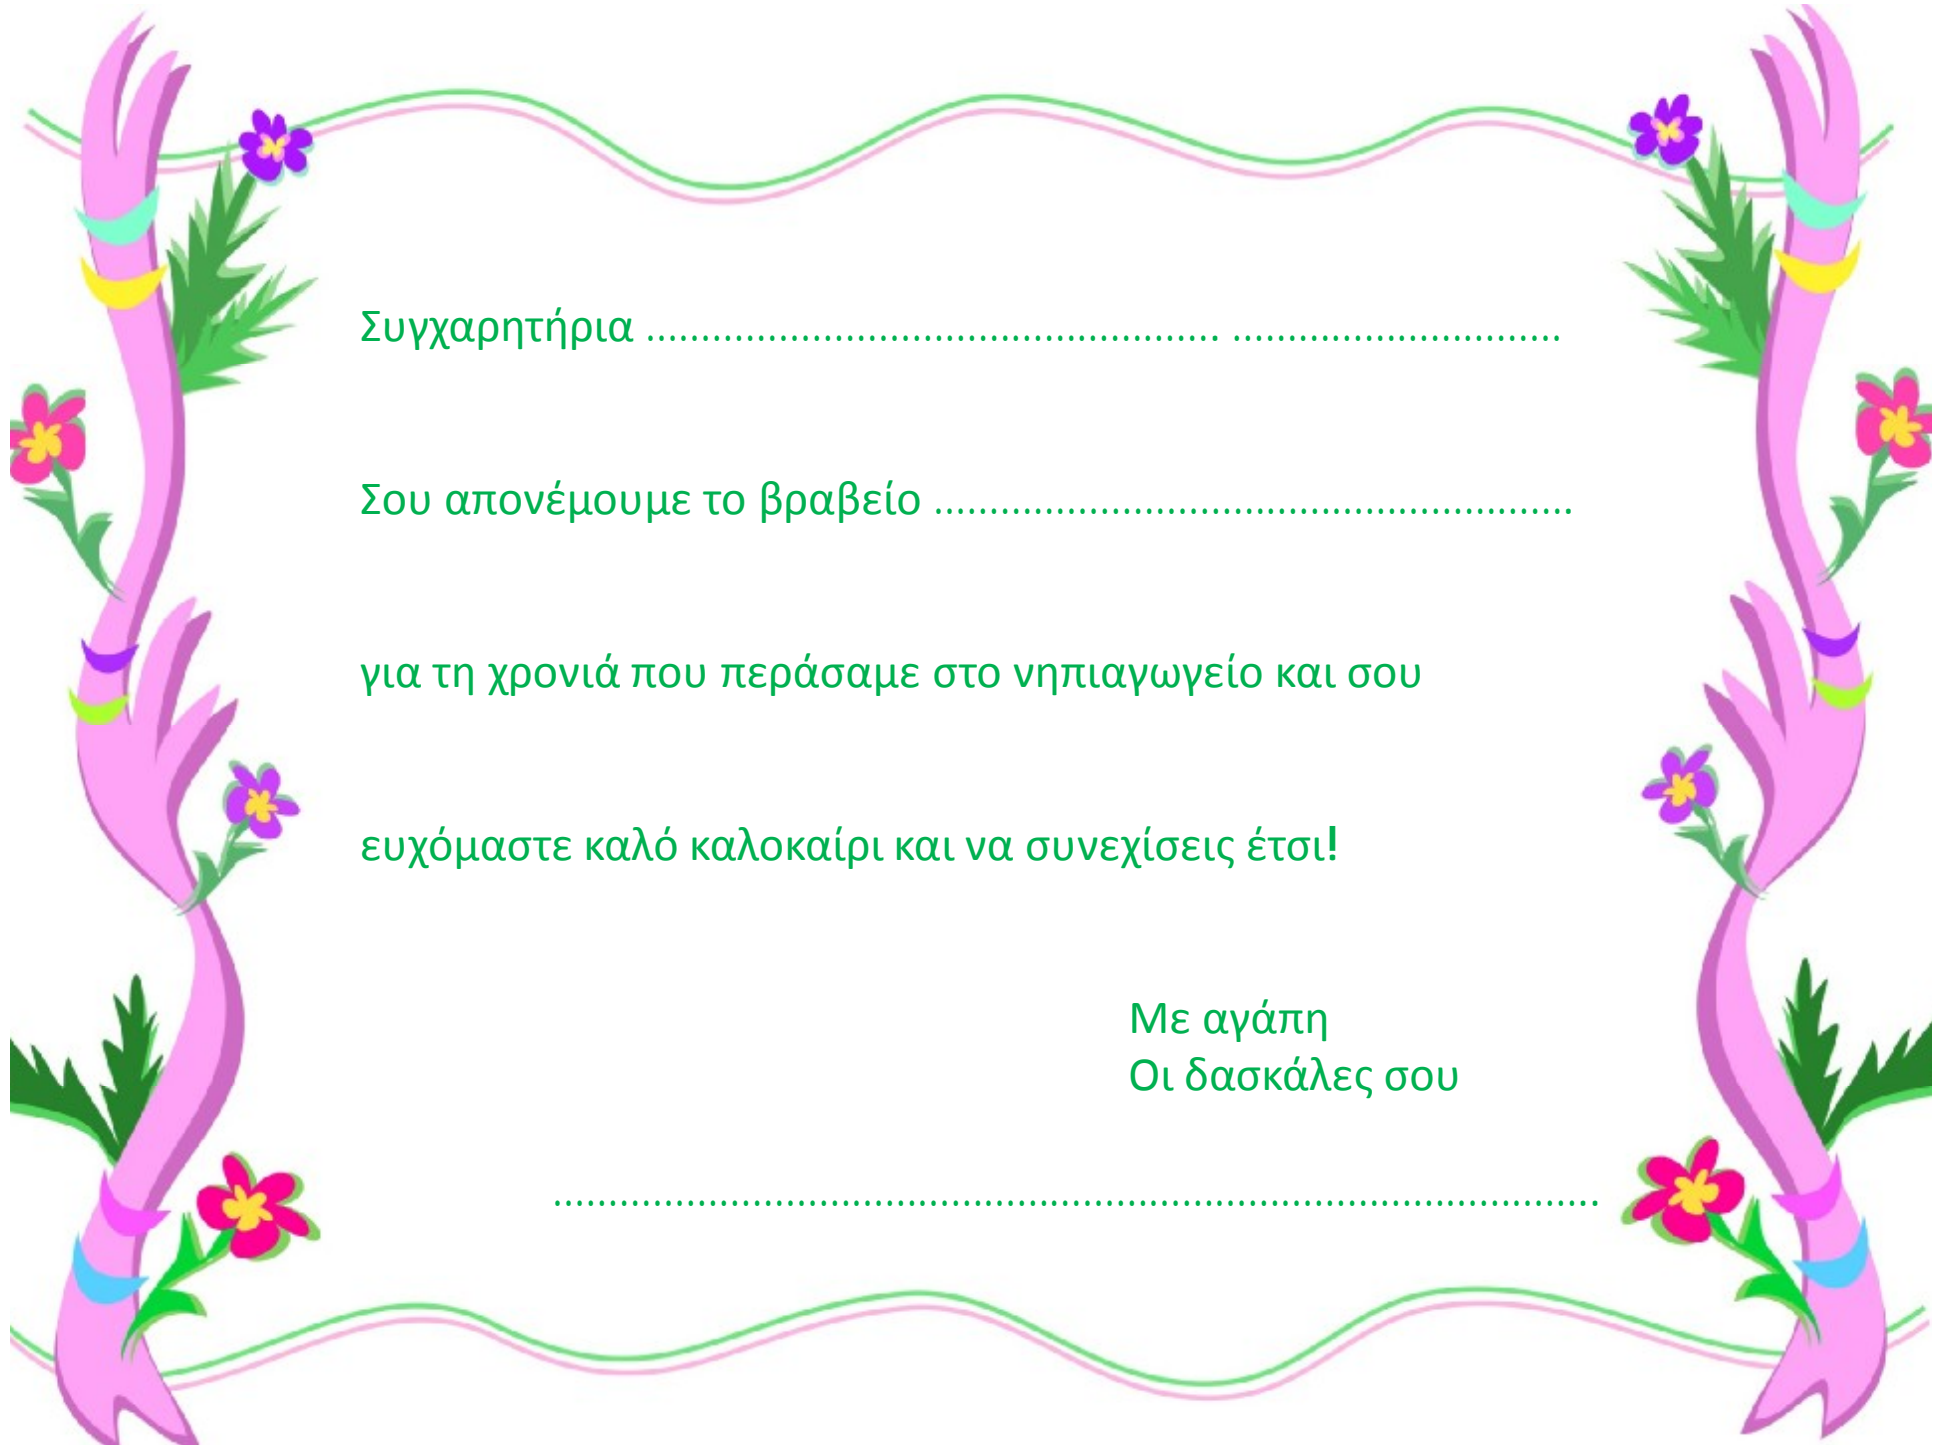 Συγχαρητήρια .................................................... ..............................
Σου απονέμουμε το βραβείο ..........................................................
για τη χρονιά που περάσαμε στο νηπιαγωγείο και σου
ευχόμαστε καλό καλοκαίρι και να συνεχίσεις έτσι!
Με αγάπη
Οι δασκάλες σου
...............................................................................................